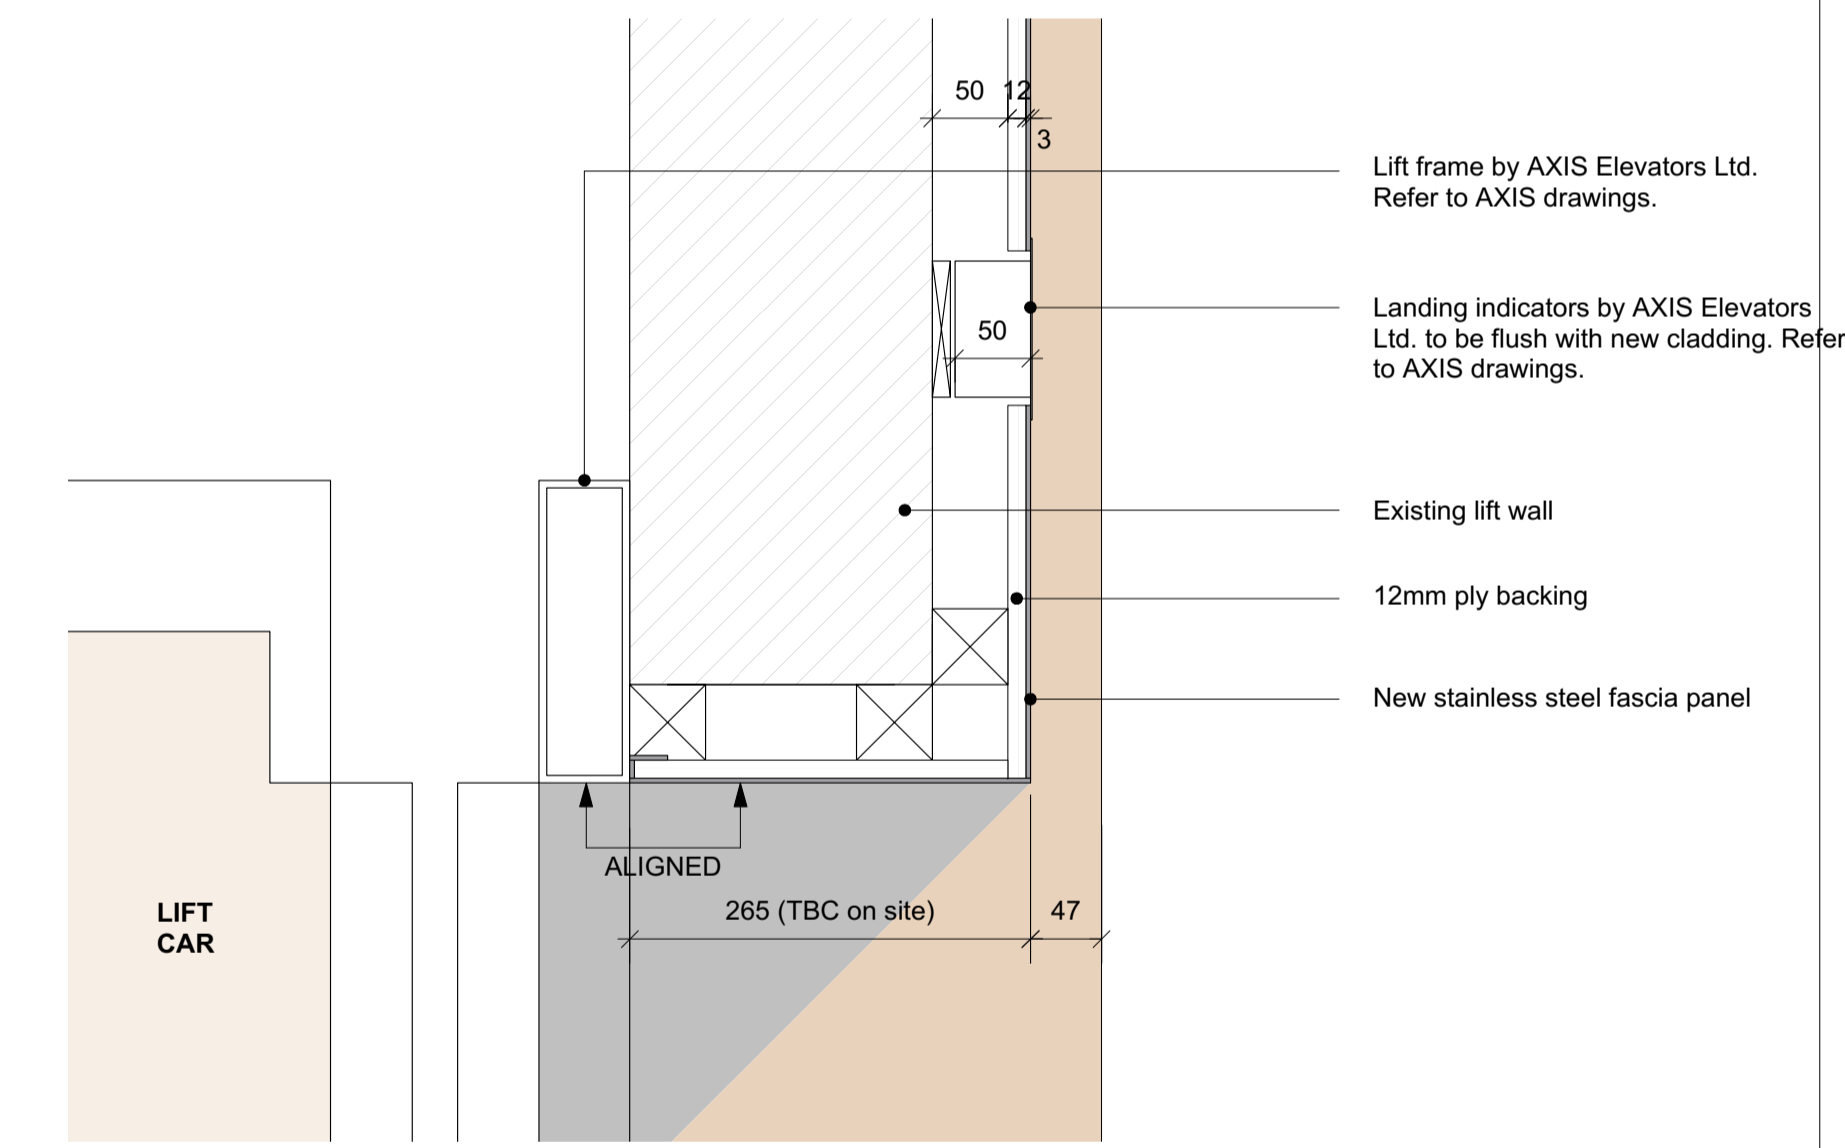 50 12
3
Lift frame by AXIS Elevators Ltd.
Refer to AXIS drawings.
Landing indicators by AXIS Elevators
Ltd. to be flush with new cladding. Refer
to AXIS drawings.
50
Existing lift wall
12mm ply backing
New stainless steel fascia panel
ALIGNED
265 (TBC on site) 47
LIFT
CAR